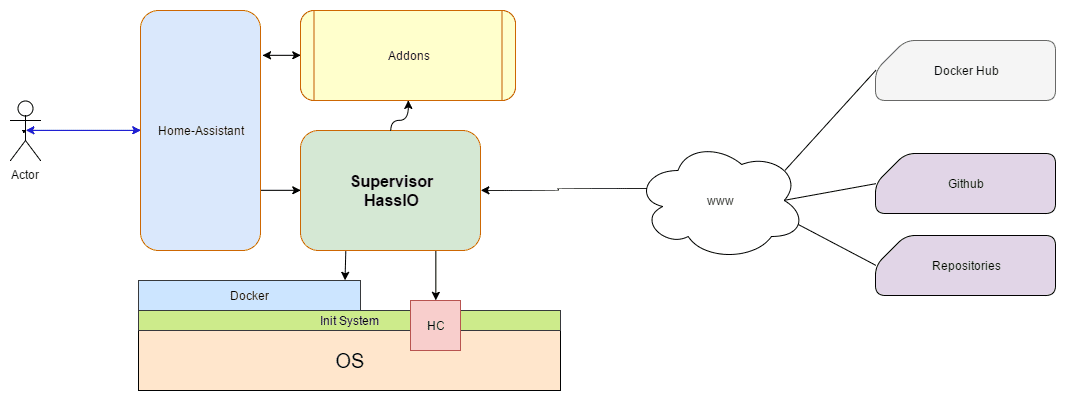 Addons
Docker Hub
Home-Assistant
Actor
Supervisor
HassIO
www
Github
Repositories
Docker
Init System
HC
OS